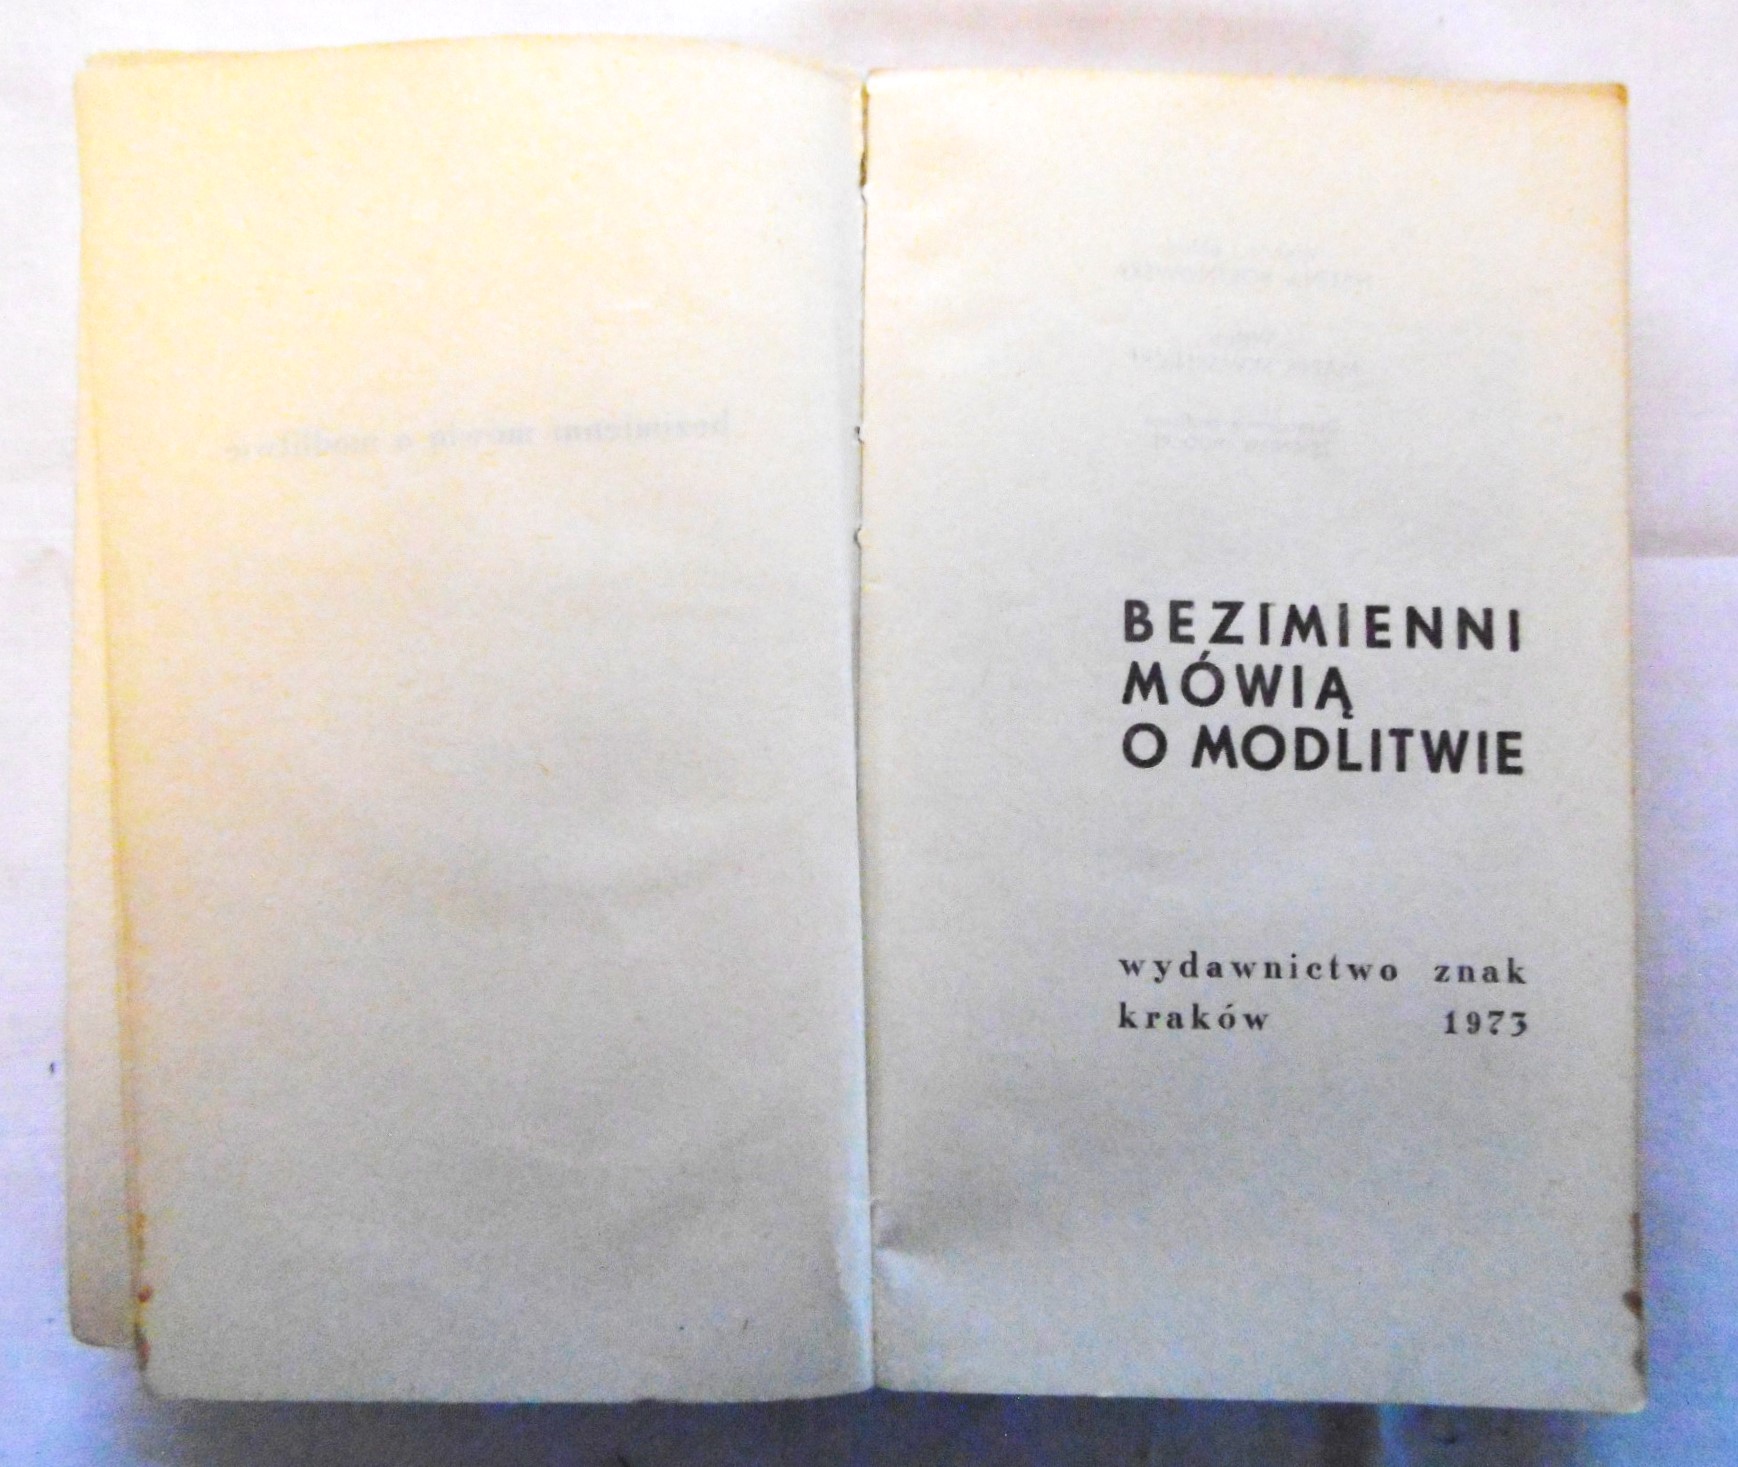 BEZIMIENNI
MÓWIĄ
O MODLITWIE
wydawnictwo znak
kraków 1973